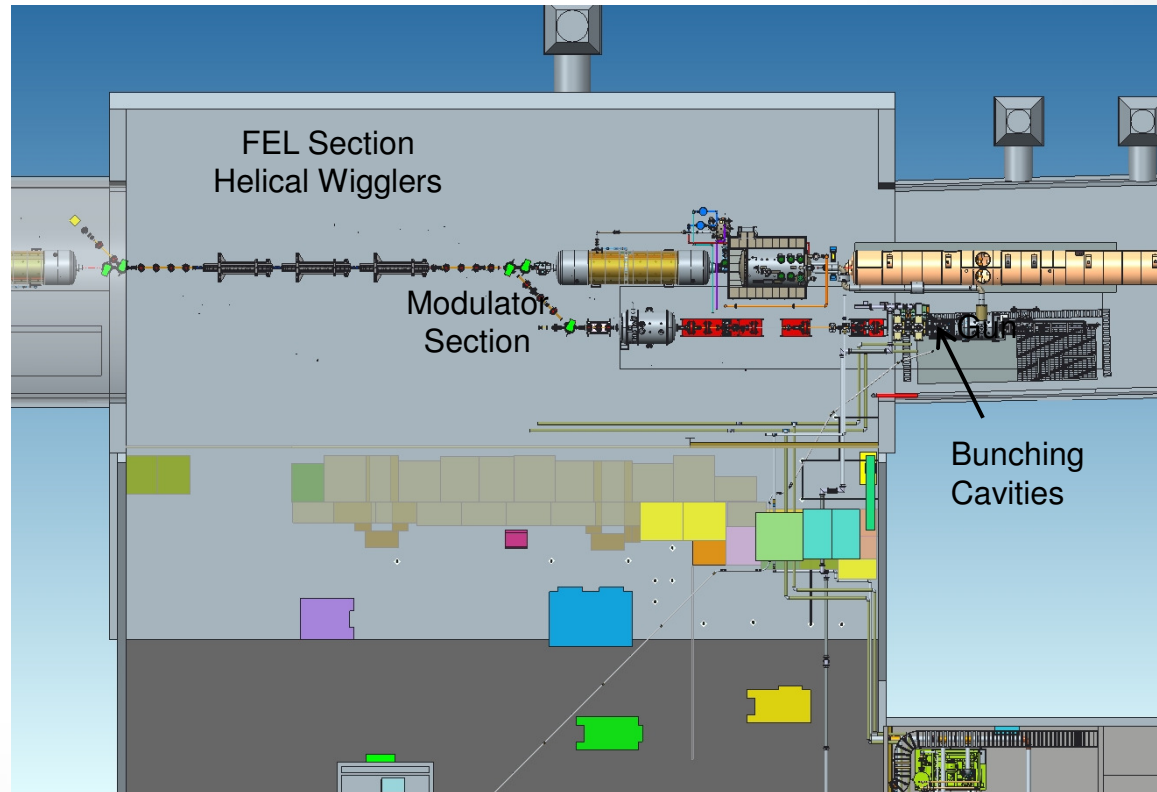 FEL Section
Helical Wigglers
Modulator
Section
Gun
Bunching
Cavities